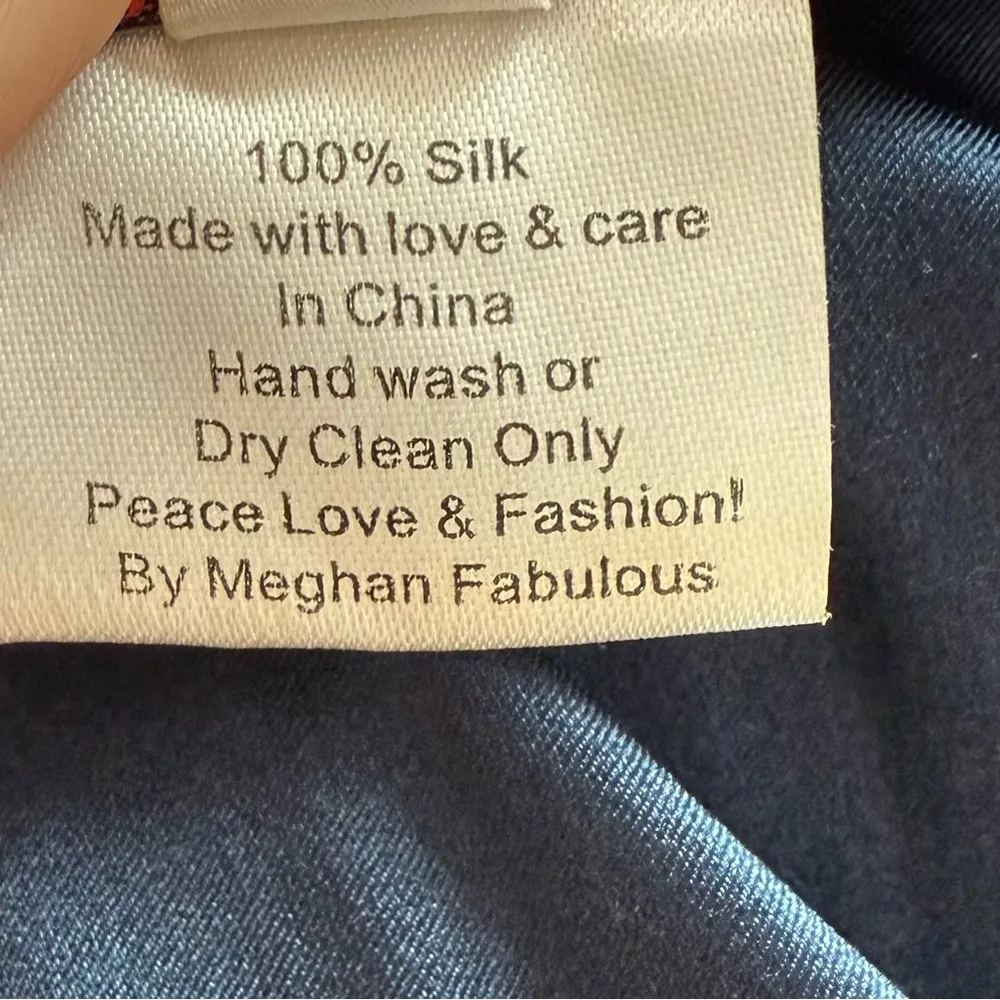 100% Silk
Made with love & care
In China
Hand wash or
Dry Clean Only
Peace Love & Fashion!
By Meghan Fabulous